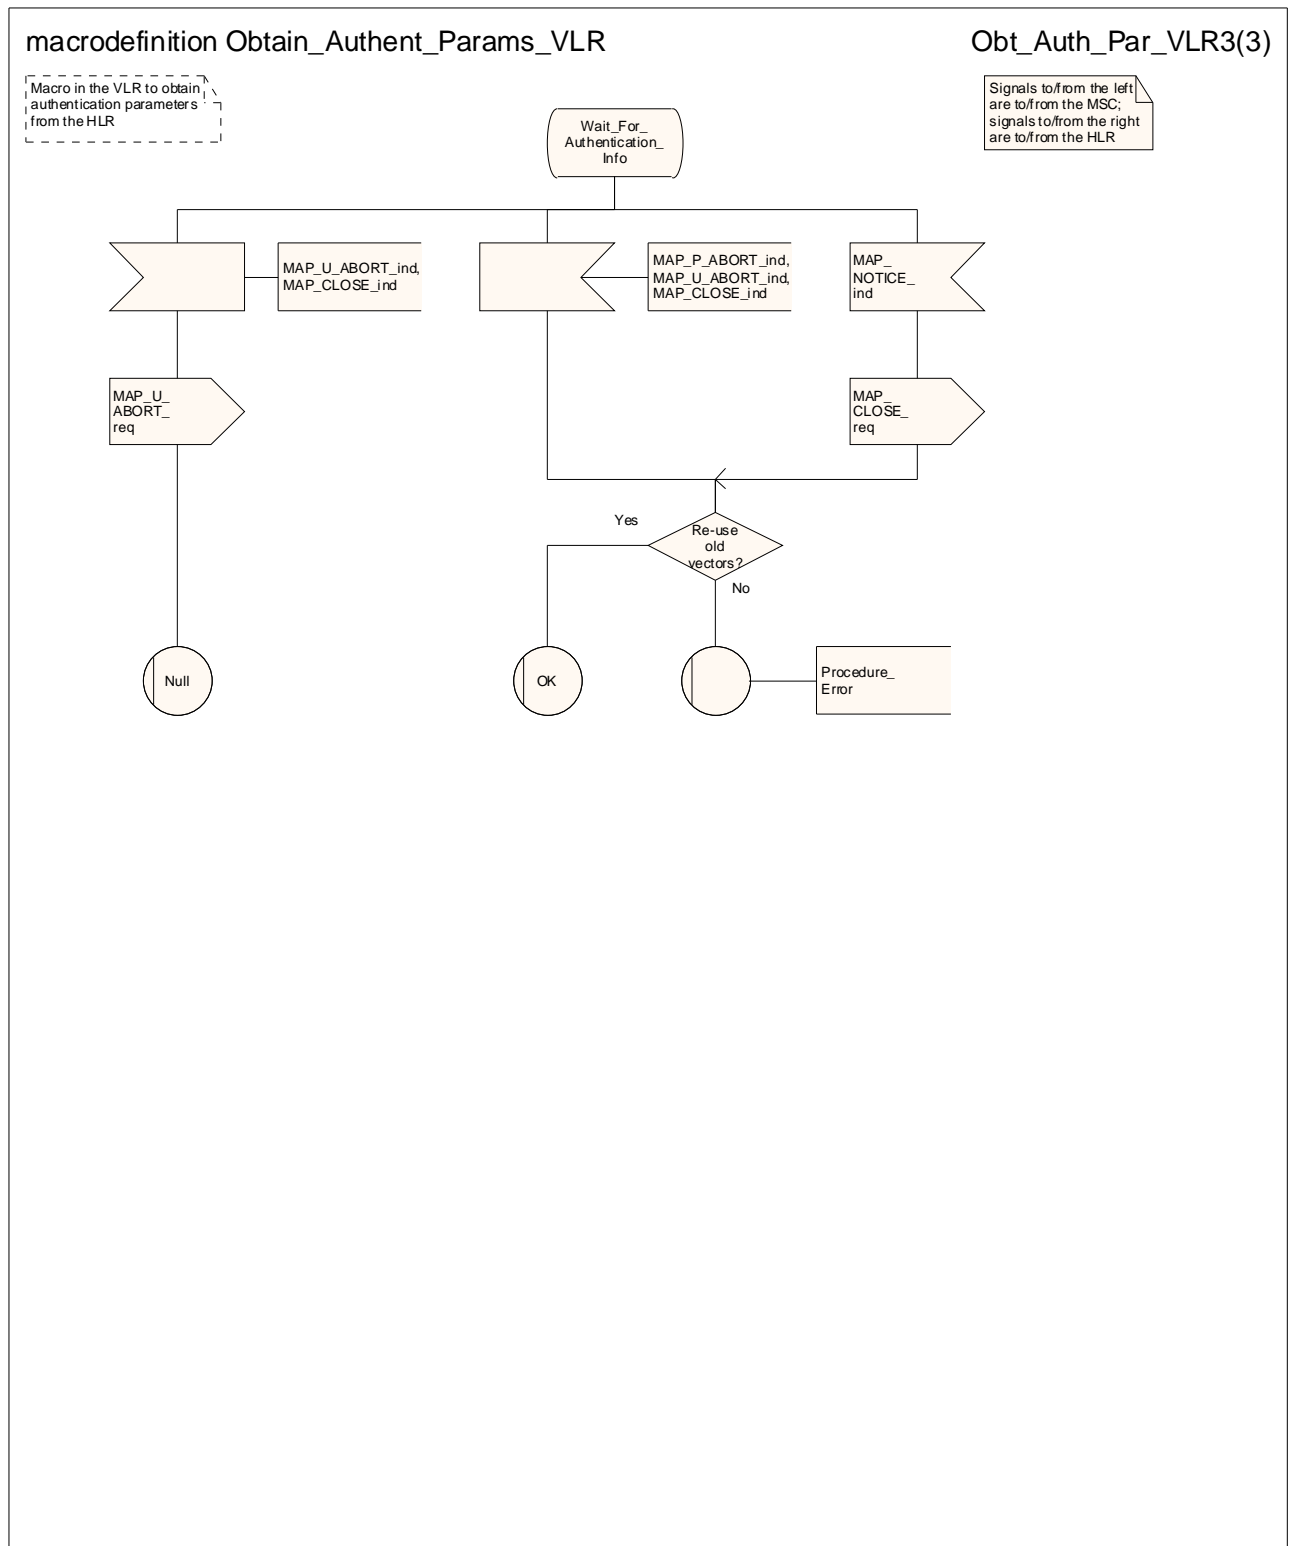 macrodefinition Obtain_Authent_Params_VLR
Obt_Auth_Par_VLR3(3)
Macro in the VLR to obtain
authentication parameters
from the HLR
Signals to/from the left
are to/from the MSC;
signals to/from the right
are to/from the HLR
Wait_For_
Authentication_
Info
MAP_U_ABORT_ind,
MAP_CLOSE_ind
MAP_P_ABORT_ind,
MAP_U_ABORT_ind,
MAP_CLOSE_ind
MAP_
NOTICE_
ind
MAP_U_
ABORT_
req
MAP_
CLOSE_
req
Yes
Re-use
old
vectors?
No
Null
OK
Procedure_
Error